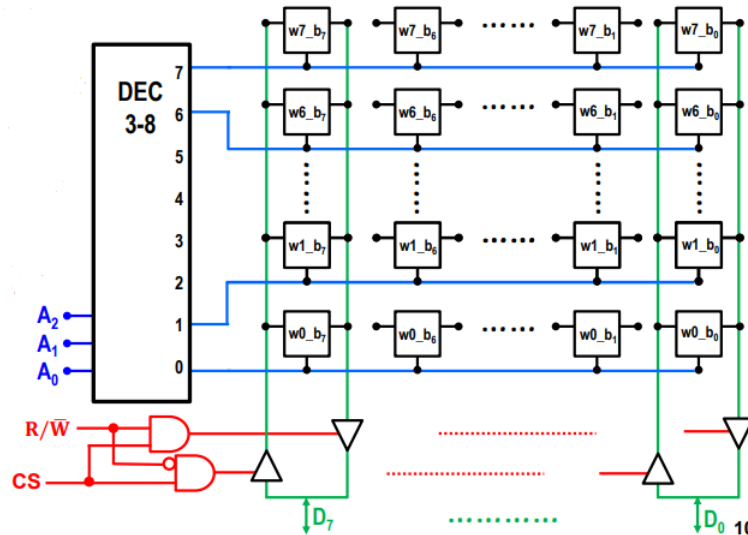 w7_b7 w7_b6 ...... w7_b1 w7_b0
7
DEC
3-8
6
w6_b7 w6_b6 ...... w6_b1 w6_b0
5
4
3
w1_b7 w1_b6 ...... w1_b1 w1_b0
2
A2
1
A1
w0_b7 w0_b6 ...... w0_b1 w0_b0
A0
0
R/W̅
CS
D7
D0
10